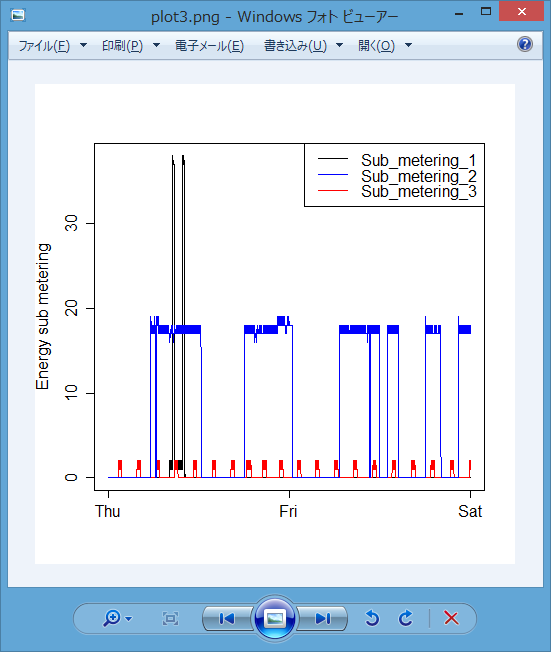 plot3.png - Windows フォト ビューアー
ファイル(F) 印刷(P) 電子メール(E) 書き込み(U) 開く(O)
Sub_metering_1
Sub_metering_2
Sub_metering_3
Energy sub metering
30
20
10
0
Thu Fri Sat